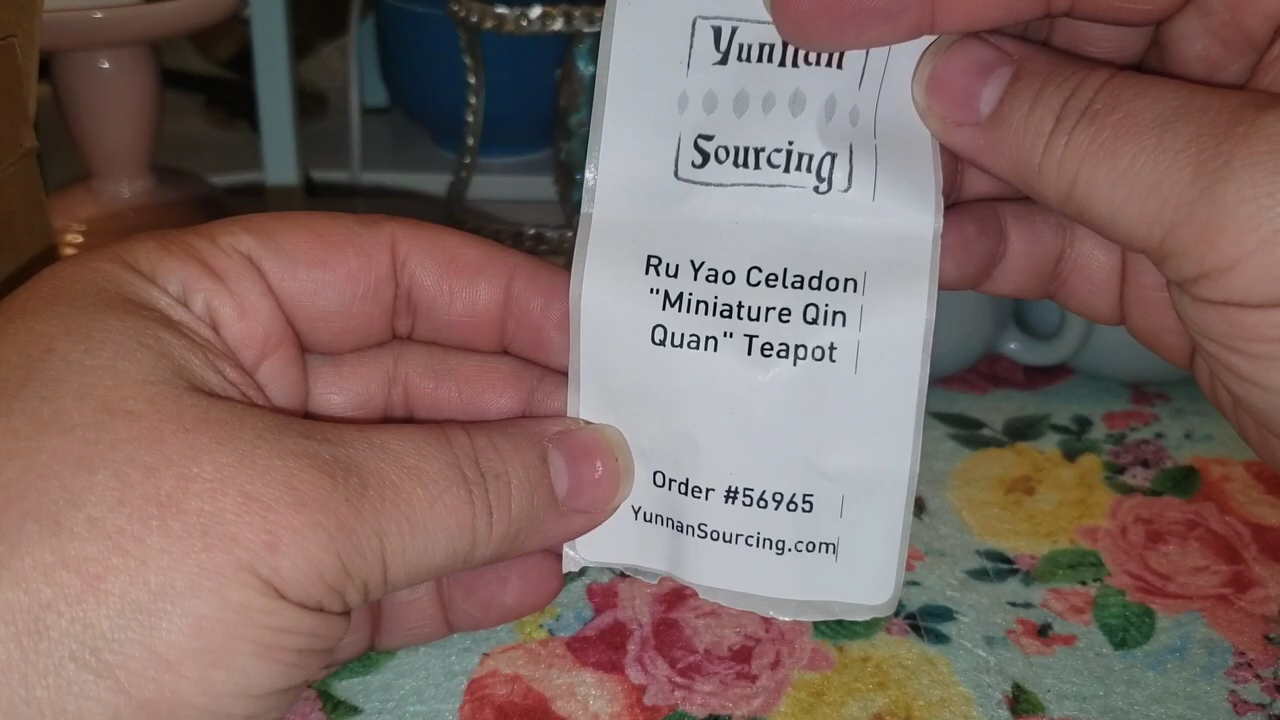 Yunnan
Sourcing
Ru Yao Celadon
"Miniature Qin
Quan" Teapot
Order #56965
YunnanSourcing.com